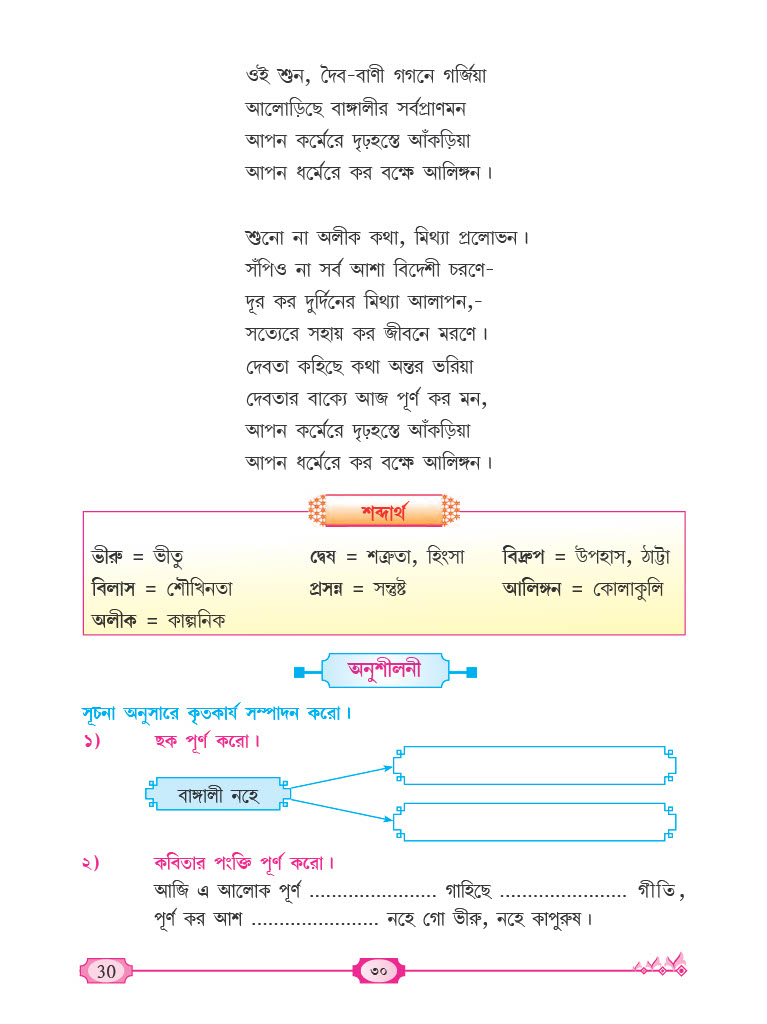 ওই শুন, দৈব-বাণী গগনে গর্জিয়া
আলোড়িছে বাঙ্গালীর সর্বপ্রাণমন
আপন কর্মেরে দৃঢ়হস্তে আঁকড়িয়া
আপন ধর্মেরে কর বক্ষে আলিঙ্গন।
শুনো না অলীক কথা, মিথ্যা প্রলোভন।
সঁপিও না সর্ব আশা বিদেশী চরণে-
দূর কর দুর্দিনের মিথ্যা আলাপন,-
সত্যেরে সহায় কর জীবনে মরণে।
দেবতা কহিছে কথা অন্তর ভরিয়া
দেবতার বাক্যে আজ পূর্ণ কর মন,
আপন কর্মেরে দৃঢ়হস্তে আঁকড়িয়া
আপন ধর্মেরে কর বক্ষে আলিঙ্গন।
শব্দার্থ
ভীরু = ভীতু দ্বেষ = শত্রুতা, হিংসা বিদ্রুপ = উপহাস, ঠাট্টা
বিলাস = শৌখিনতা প্রসন্ন = সন্তুষ্ট আলিঙ্গন = কোলাকুলি
অলীক = কাল্পনিক
অনুশীলনী
সূচনা অনুসারে কৃতকার্য সম্পাদন করো।
১) ছক পূর্ণ করো।
বাঙ্গালী নহে
২) কবিতার পংক্তি পূর্ণ করো।
আজি এ আলোক পূর্ণ ....................... গাহিছে ....................... গীতি,
পূর্ণ কর আশ ....................... নহে গো ভীরু, নহে কাপুরুষ।
30 ৩০